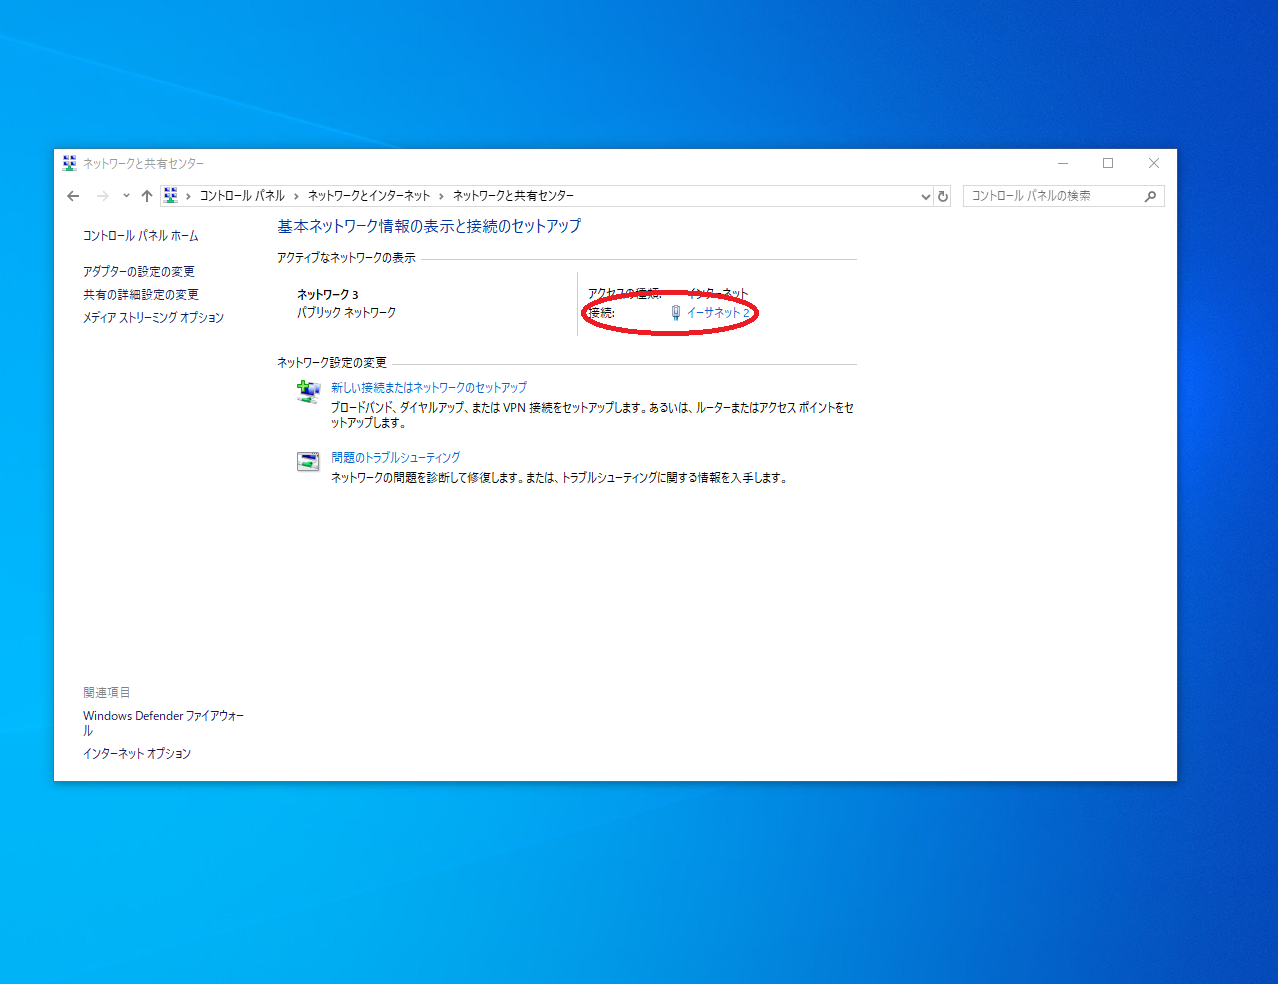 ネットワークと共有センター
コントロール パネル › ネットワークとインターネット › ネットワークと共有センター
コントロール パネルの検索
コントロール パネル ホーム
アダプターの設定の変更
共有の詳細設定の変更
メディア ストリーミング オプション
基本ネットワーク情報の表示と接続のセットアップ
アクティブなネットワークの表示
ネットワーク 3
パブリック ネットワーク
アクセスの種類: インターネット
接続: イーサネット 2
ネットワーク設定の変更
新しい接続またはネットワークのセットアップ
ブロードバンド、ダイヤルアップ、または VPN 接続をセットアップします。あるいは、ルーターまたはアクセス ポイントをセ
ットアップします。
問題のトラブルシューティング
ネットワークの問題を診断して修復します。または、トラブルシューティングに関する情報を入手します。
関連項目
Windows Defender ファイアウォー
ル
インターネット オプション